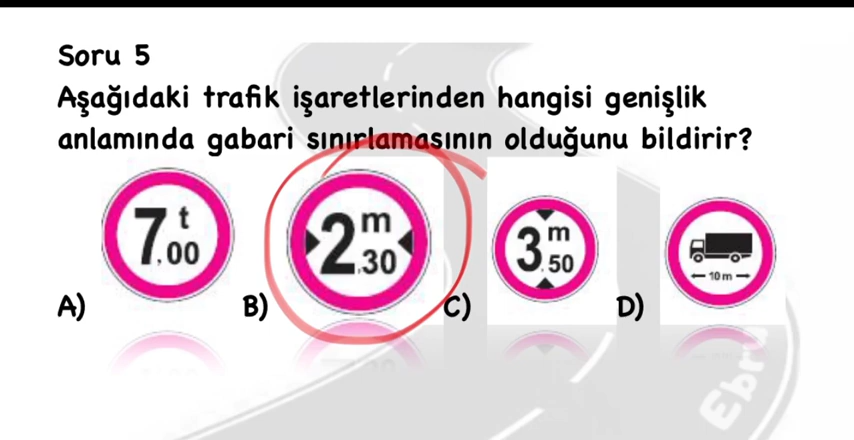 Soru 5
Aşağıdaki trafik işaretlerinden hangisi genişlik
anlamında gabari sınırlamasının olduğunu bildirir?
7.00 t
2.30 m
3.50 m
10 m
A) B) C) D)
Ebru